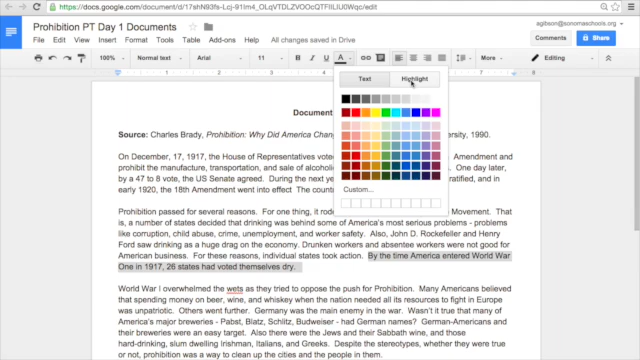 https://docs.google.com/document/d/17shN93fs-Lcj-91Im4_OLDZLVOOcQTvwhEi_U0wQnx4/edit
Prohibition PT Day 1 Documents
agibson@sonomaschools.org
File Edit View Insert Format Tools Table Add-ons Help All changes saved in Drive
Comments
Share
100% Normal text Arial 11 B I U A More Editing
Text Highlight
Docum
Source: Charles Brady, Prohibition: Why Did America Chan ersity, 1990.
On December, 17, 1917, the House of Representatives vot Amendment and
prohibit the manufacture, transportation, and sale of alcoho One day later,
by a 47 to 8 vote, the US Senate agreed. During the next ye ratified, and in
early 1920, the 18th Amendment went into effect The count
Custom...
Prohibition passed for several reasons. For one thing, it rod Movement. That
is, a number of states decided that drinking was behind some of America's most serious problems - problems
like corruption, child abuse, crime, unemployment, and worker safety. Also, John D. Rockefeller and Henry
Ford saw drinking as a huge drag on the economy. Drunken workers and absentee workers were not good for
American business. For these reasons, individual states took action. By the time America entered World War
One in 1917, 26 states had voted themselves dry.
World War I overwhelmed the wets as they tried to oppose the push for Prohibition. Many Americans believed
that spending money on beer, wine, and whiskey when the nation needed all its resources to fight in Europe
was unpatriotic. Others went further. Germany was the main enemy in the war. Wasn't it true that many of
America's major breweries - Pabst, Blatz, Schlitz, Budweiser - had German names? German-Americans and
their breweries were an easy target. Also there were the Jews and their Sabbath wine, and those
hard-drinking, slum dwelling Irishman, Italians, and Greeks. Despite the stereotypes, whether they were true
or not, prohibition was a way to clean up the cities and the people in them.